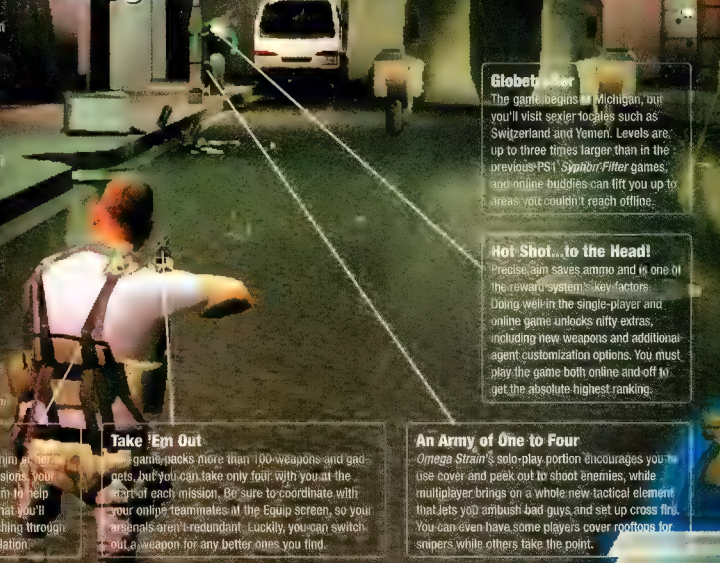 The game begins in Michigan, but
you'll visit sexier locales such as
Switzerland and Yemen. Levels are
up to three times larger than in the
previous PS1 Syphon Filter games,
and online buddies can lift you up to
areas you couldn't reach offline.
Hot Shot...to the Head!
Precise aim saves ammo and is one of
the reward system's key factors.
Doing well in the single-player and
online game unlocks nifty extras,
including new weapons and additional
agent customization options. You must
play the game both online and off to
get the absolute highest ranking.
your
to help
you'll
through
Take 'Em Out
game packs more than 100 weapons and gad-
gets, but you can take only four with you at the
start of each mission. Be sure to coordinate with
your online teammates at the Equip screen, so your
arsenals aren't redundant. Luckily, you can switch
out a weapon for any better ones you find.
An Army of One to Four
Omega Strain's solo-play portion encourages you to
use cover and peek out to shoot enemies, while
multiplayer brings on a whole new tactical element
that lets you ambush bad guys and set up cross fire.
You can even have some players cover rooftops for
snipers while others take the point.